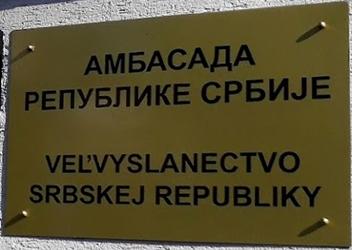 АМБАСАДА
РЕПУБЛИКЕ СРБИЈЕ
VEĽVYSLANECTVO
SRBSKEJ REPUBLIKY